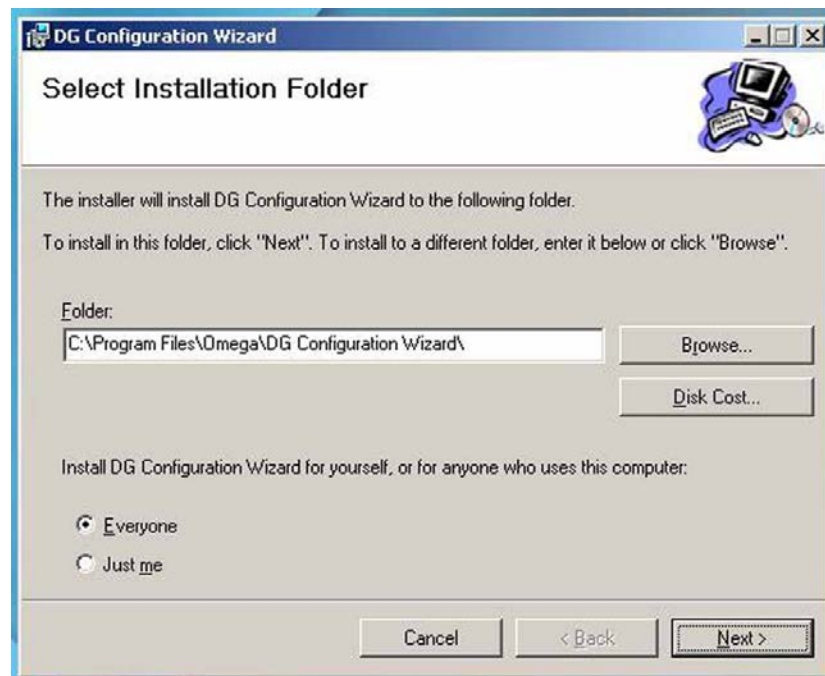 DG Configuration Wizard
Select Installation Folder
The installer will install DG Configuration Wizard to the following folder.
To install in this folder, click "Next". To install to a different folder, enter it below or click "Browse".
Folder:
C:\Program Files\Omega\DG Configuration Wizard\
Browse...
Disk Cost...
Install DG Configuration Wizard for yourself, or for anyone who uses this computer:
Everyone
Just me
Cancel
< Back
Next >